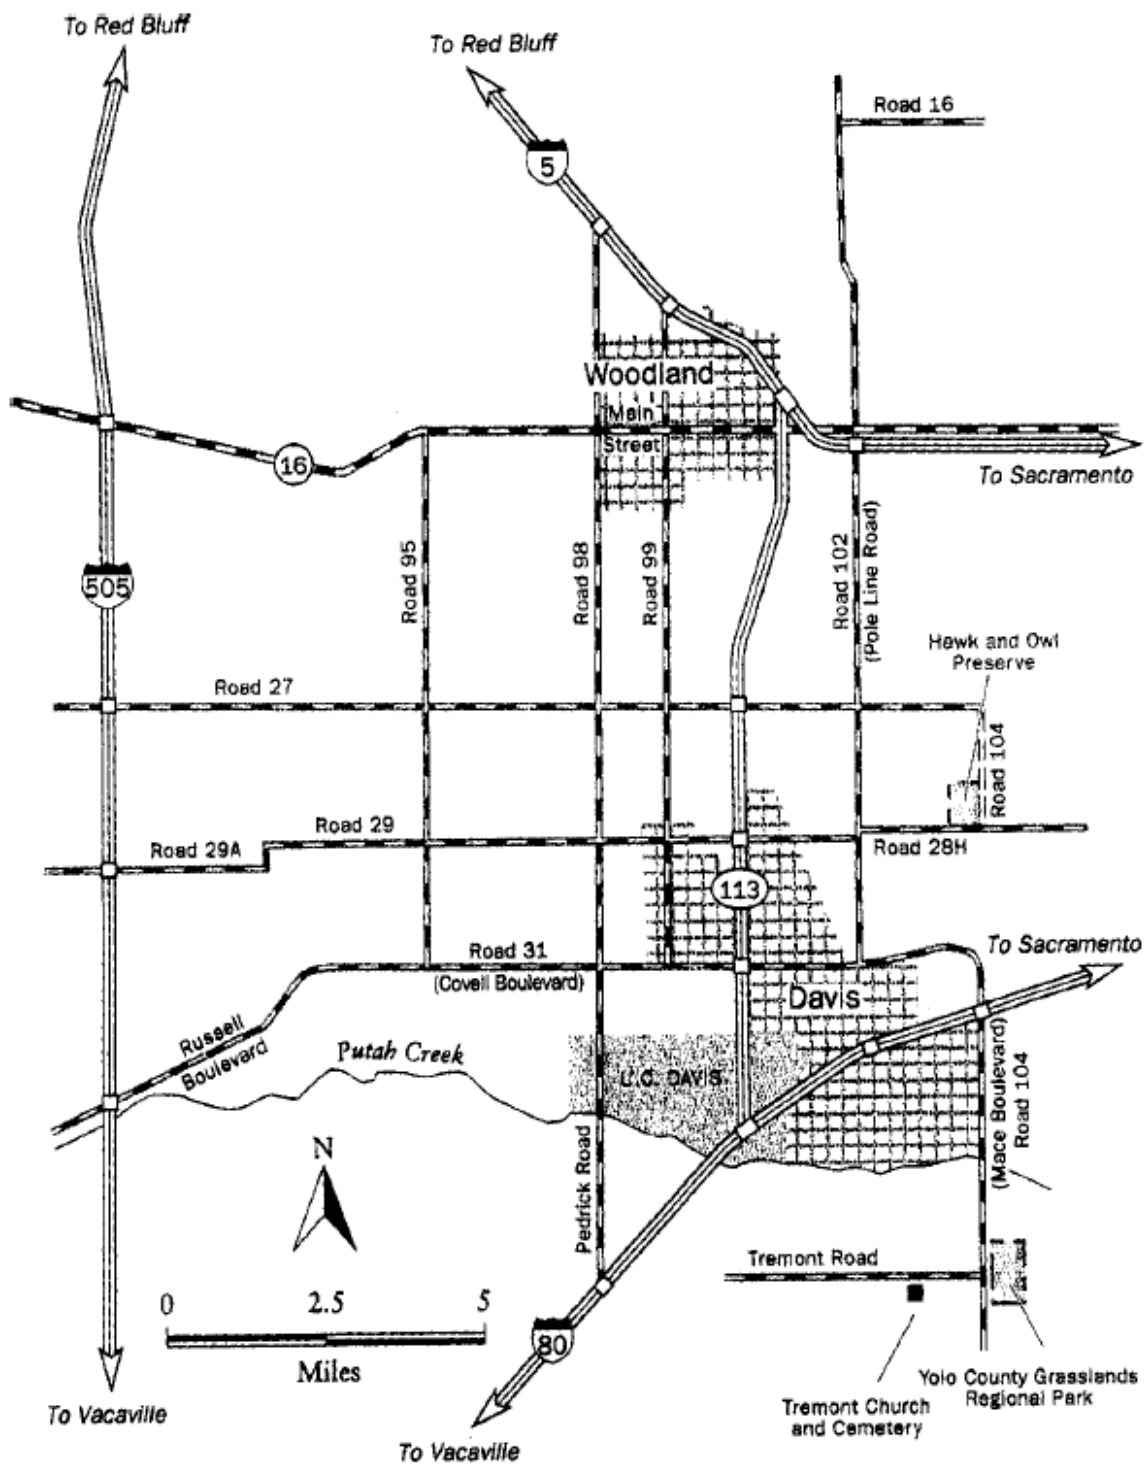 To Red Bluff
To Red Bluff
Road 16
5
Woodland
Main
Street
16
To Sacramento
505
Road 95
Road 98
Road 99
Road 102
(Pole Line Road)
Hawk and Owl
Preserve
Road 27
Road 104
Road 29
Road 29A
Road 28H
113
Road 31
(Covell Boulevard)
To Sacramento
Davis
Russell
Boulevard
Putah Creek
U.C. DAVIS
(Mace Boulevard)
Road 104
N
Pedrick Road
Tremont Road
0 2.5 5
Miles
80
Yolo County Grasslands
Regional Park
Tremont Church
and Cemetery
To Vacaville
To Vacaville